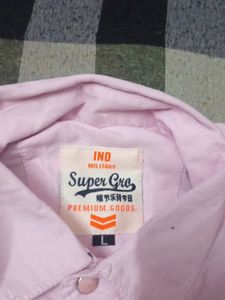 IND
MILITARY
Super Gro
PREMIUM.GOODS.
L